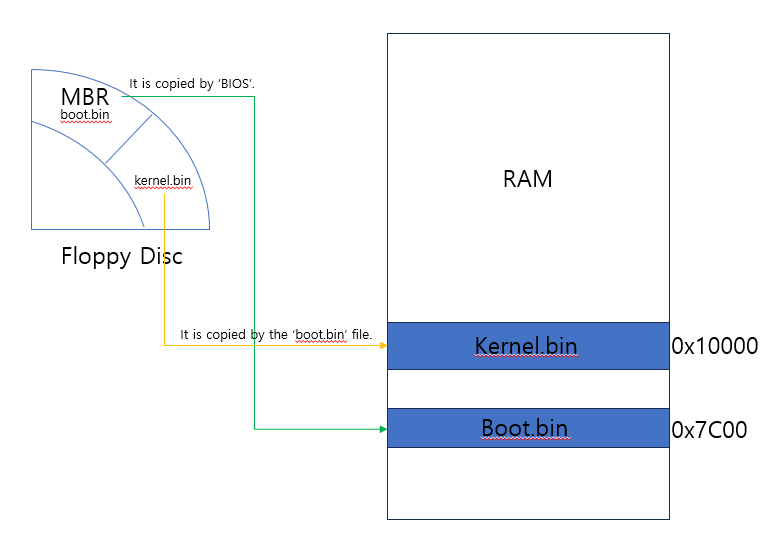 It is copied by 'BIOS'.
MBR
boot.bin
kernel.bin
RAM
Floppy Disc
It is copied by the 'boot.bin' file.
Kernel.bin
0x10000
Boot.bin
0x7C00